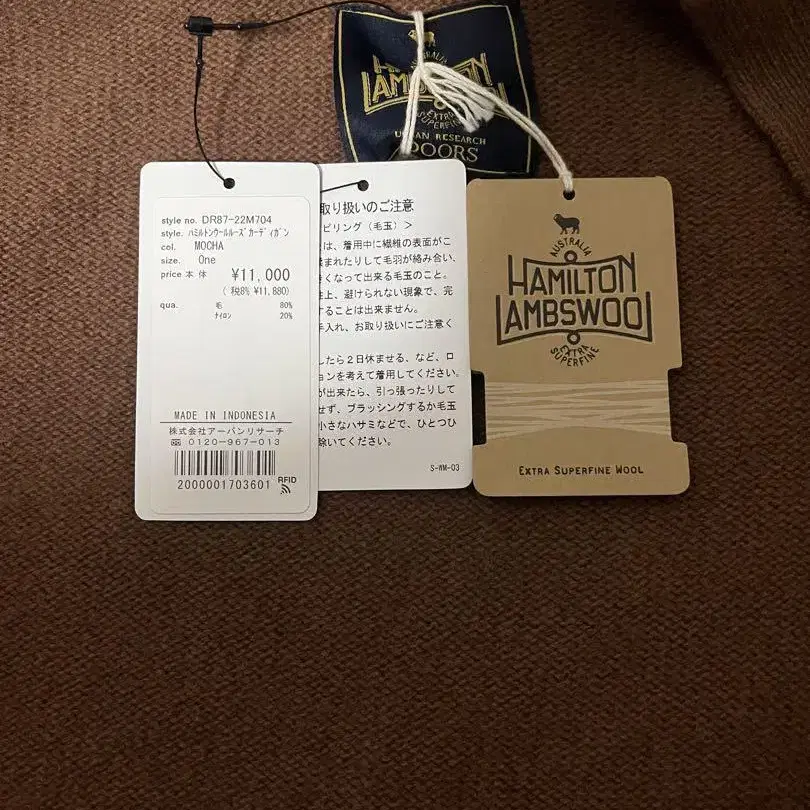 AUSTRALIA
HAMILTON
LAMBSWOOL
EXTRA
SUPERFINE
URBAN RESEARCH
DOORS
style no. DR87-22M704
style. ハミルトンウールルーズカーディガン
col. MOCHA
size. One
price 本体 ¥11,000
( 税8% ¥11,880)
qua. 毛 80%
ナイロン 20%
MADE IN INDONESIA
株式会社アーバンリサーチ
0120-967-013
2000001703601
RFID
取り扱いのご注意
ピリング（毛玉）＞
は、着用中に繊維の表面がこ
まれたりして毛羽が絡み合い、
くなって出来る毛玉のこと。
上、避けられない現象で、完
することは出来ません。
手入れ、お取り扱いにご注意く
したら２日休ませる、など、ロ
ョンを考えて着用してください。
が出来たら、引っ張ったりして
せず、ブラッシングするか毛玉
小さなハサミなどで、ひとつひ
除いてください。
S-WM-03
AUSTRALIA
HAMILTON
LAMBSWOOL
EXTRA
SUPERFINE
EXTRA SUPERFINE WOOL